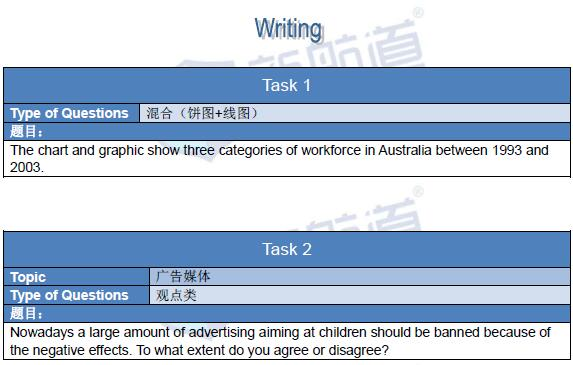 Writing
Task 1
Type of Questions 混合（饼图+线图）
题目：
The chart and graphic show three categories of workforce in Australia between 1993 and
2003.
新航道
Task 2
Topic 广告媒体
Type of Questions 观点类
题目：
Nowadays a large amount of advertising aiming at children should be banned because of
the negative effects. To what extent do you agree or disagree?